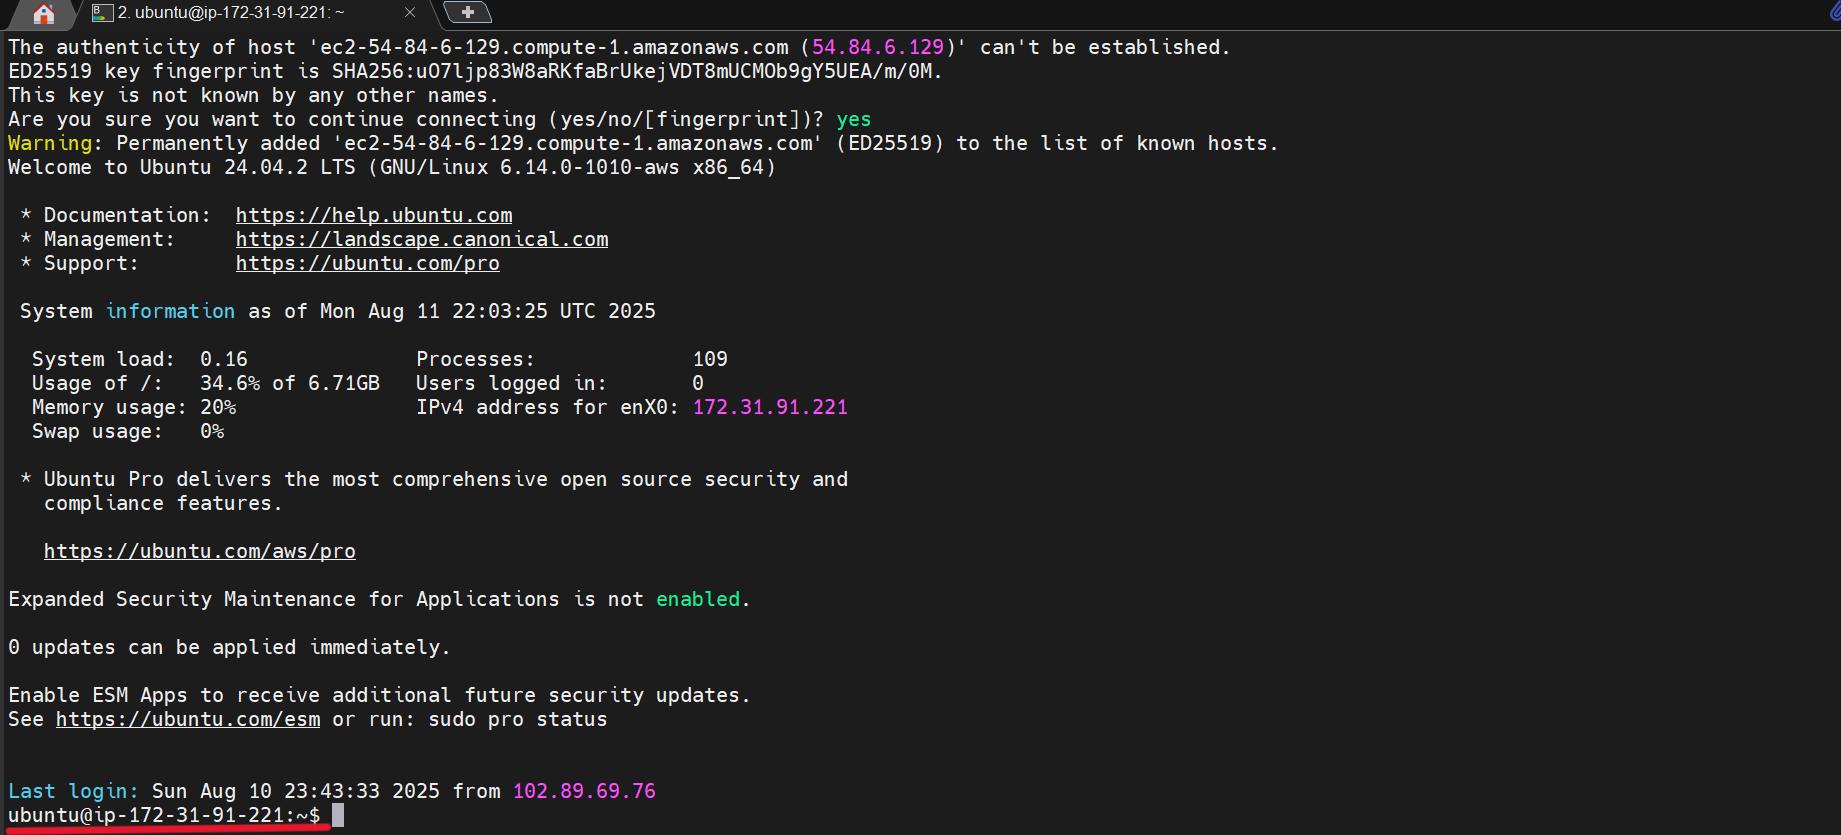 2. ubuntu@ip-172-31-91-221: ~
The authenticity of host 'ec2-54-84-6-129.compute-1.amazonaws.com (54.84.6.129)' can't be established.
ED25519 key fingerprint is SHA256:uO7ljp83W8aRKfaBrUkejVDT8mUCMOb9gY5UEA/m/0M.
This key is not known by any other names.
Are you sure you want to continue connecting (yes/no/[fingerprint])? yes
Warning: Permanently added 'ec2-54-84-6-129.compute-1.amazonaws.com' (ED25519) to the list of known hosts.
Welcome to Ubuntu 24.04.2 LTS (GNU/Linux 6.14.0-1010-aws x86_64)
* Documentation:  https://help.ubuntu.com
* Management:     https://landscape.canonical.com
* Support:        https://ubuntu.com/pro
System information as of Mon Aug 11 22:03:25 UTC 2025
System load:  0.16              Processes:             109
Usage of /:   34.6% of 6.71GB   Users logged in:       0
Memory usage: 20%               IPv4 address for enX0: 172.31.91.221
Swap usage:   0%
* Ubuntu Pro delivers the most comprehensive open source security and
compliance features.
https://ubuntu.com/aws/pro
Expanded Security Maintenance for Applications is not enabled.
0 updates can be applied immediately.
Enable ESM Apps to receive additional future security updates.
See https://ubuntu.com/esm or run: sudo pro status
Last login: Sun Aug 10 23:43:33 2025 from 102.89.69.76
ubuntu@ip-172-31-91-221:~$